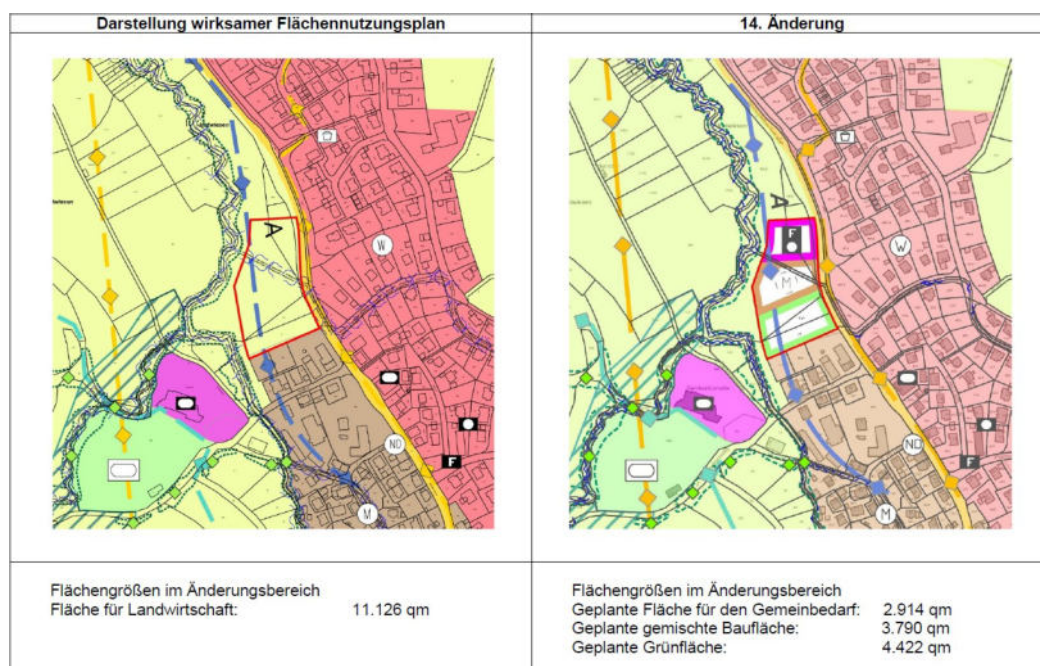 Darstellung wirksamer Flächennutzungsplan
14. Änderung
A
W
F
ND
M
A
F
M
W
F
ND
M
Flächengrößen im Änderungsbereich
Fläche für Landwirtschaft: 11.126 qm
Flächengrößen im Änderungsbereich
Geplante Fläche für den Gemeinbedarf: 2.914 qm
Geplante gemischte Baufläche: 3.790 qm
Geplante Grünfläche: 4.422 qm